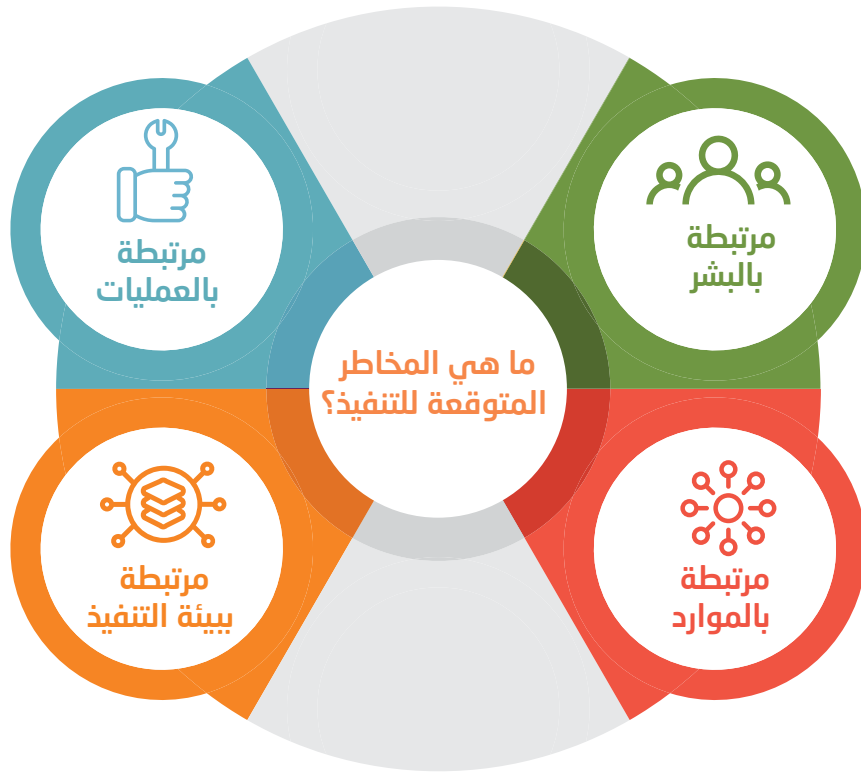 ما هي المخاطر
المتوقعة للتنفيذ؟
مرتبطة
بالبشر
مرتبطة
بالعمليات
مرتبطة
بالموارد
مرتبطة
ببيئة التنفيذ